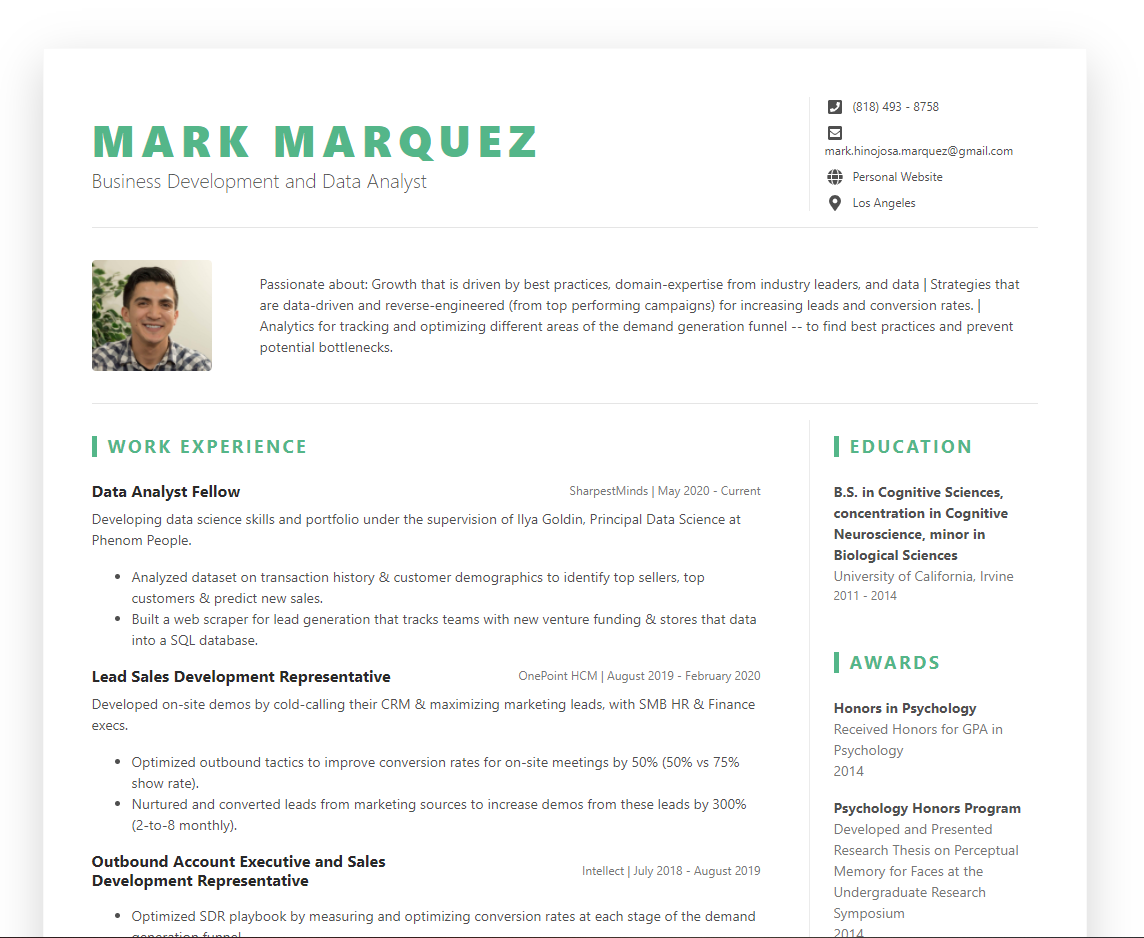 MARK MARQUEZ
Business Development and Data Analyst
(818) 493 - 8758
mark.hinojosa.marquez@gmail.com
Personal Website
Los Angeles
Passionate about: Growth that is driven by best practices, domain-expertise from industry leaders, and data | Strategies that
are data-driven and reverse-engineered (from top performing campaigns) for increasing leads and conversion rates. |
Analytics for tracking and optimizing different areas of the demand generation funnel -- to find best practices and prevent
potential bottlenecks.
WORK EXPERIENCE
Data Analyst Fellow
SharpestMinds | May 2020 - Current
Developing data science skills and portfolio under the supervision of Ilya Goldin, Principal Data Science at
Phenom People.
• Analyzed dataset on transaction history & customer demographics to identify top sellers, top
customers & predict new sales.
• Built a web scraper for lead generation that tracks teams with new venture funding & stores that data
into a SQL database.
Lead Sales Development Representative
OnePoint HCM | August 2019 - February 2020
Developed on-site demos by cold-calling their CRM & maximizing marketing leads, with SMB HR & Finance
execs.
• Optimized outbound tactics to improve conversion rates for on-site meetings by 50% (50% vs 75%
show rate).
• Nurtured and converted leads from marketing sources to increase demos from these leads by 300%
(2-to-8 monthly).
Outbound Account Executive and Sales
Development Representative
Intellect | July 2018 - August 2019
• Optimized SDR playbook by measuring and optimizing conversion rates at each stage of the demand
generation funnel.
EDUCATION
B.S. in Cognitive Sciences,
concentration in Cognitive
Neuroscience, minor in
Biological Sciences
University of California, Irvine
2011 - 2014
AWARDS
Honors in Psychology
Received Honors for GPA in
Psychology
2014
Psychology Honors Program
Developed and Presented
Research Thesis on Perceptual
Memory for Faces at the
Undergraduate Research
Symposium
2014